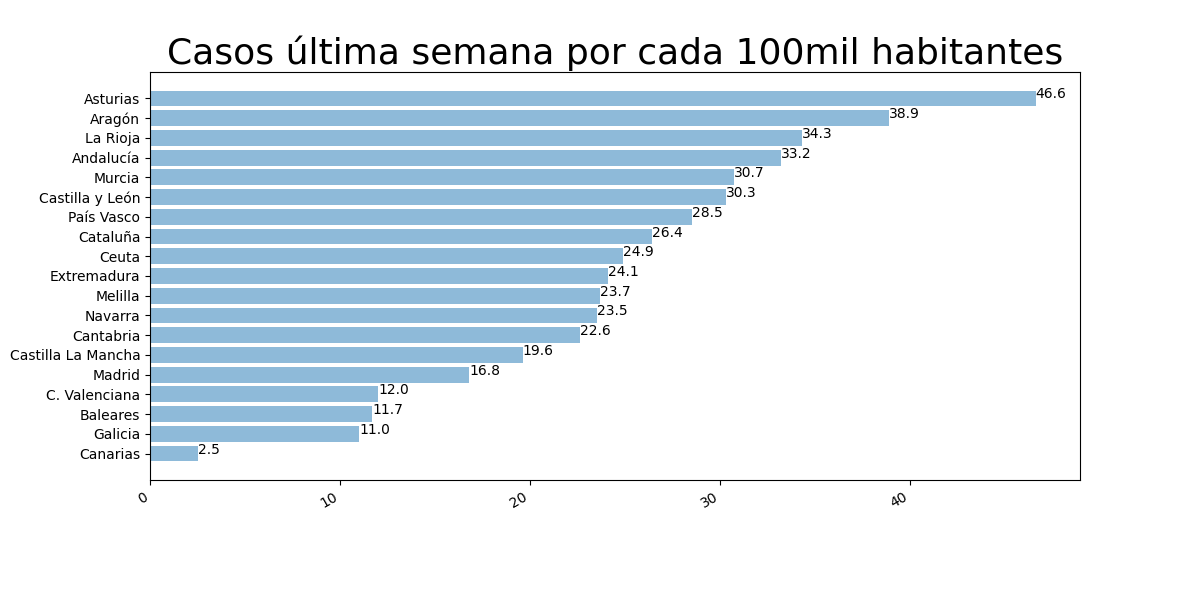 Casos última semana por cada 100mil habitantes
Asturias 46.6
Aragón 38.9
La Rioja 34.3
Andalucía 33.2
Murcia 30.7
Castilla y León 30.3
País Vasco 28.5
Cataluña 26.4
Ceuta 24.9
Extremadura 24.1
Melilla 23.7
Navarra 23.5
Cantabria 22.6
Castilla La Mancha 19.6
Madrid 16.8
C. Valenciana 12.0
Baleares 11.7
Galicia 11.0
Canarias 2.5
0 10 20 30 40